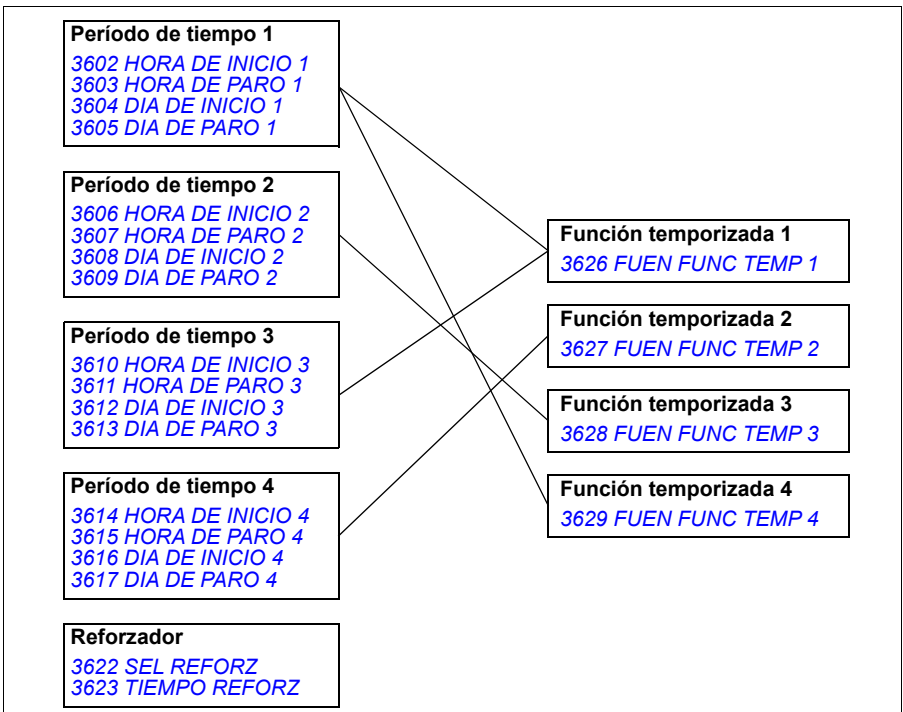 Período de tiempo 1
3602 HORA DE INICIO 1
3603 HORA DE PARO 1
3604 DIA DE INICIO 1
3605 DIA DE PARO 1
Período de tiempo 2
3606 HORA DE INICIO 2
3607 HORA DE PARO 2
3608 DIA DE INICIO 2
3609 DIA DE PARO 2
Período de tiempo 3
3610 HORA DE INICIO 3
3611 HORA DE PARO 3
3612 DIA DE INICIO 3
3613 DIA DE PARO 3
Período de tiempo 4
3614 HORA DE INICIO 4
3615 HORA DE PARO 4
3616 DIA DE INICIO 4
3617 DIA DE PARO 4
Reforzador
3622 SEL REFORZ
3623 TIEMPO REFORZ
Función temporizada 1
3626 FUEN FUNC TEMP 1
Función temporizada 2
3627 FUEN FUNC TEMP 2
Función temporizada 3
3628 FUEN FUNC TEMP 3
Función temporizada 4
3629 FUEN FUNC TEMP 4